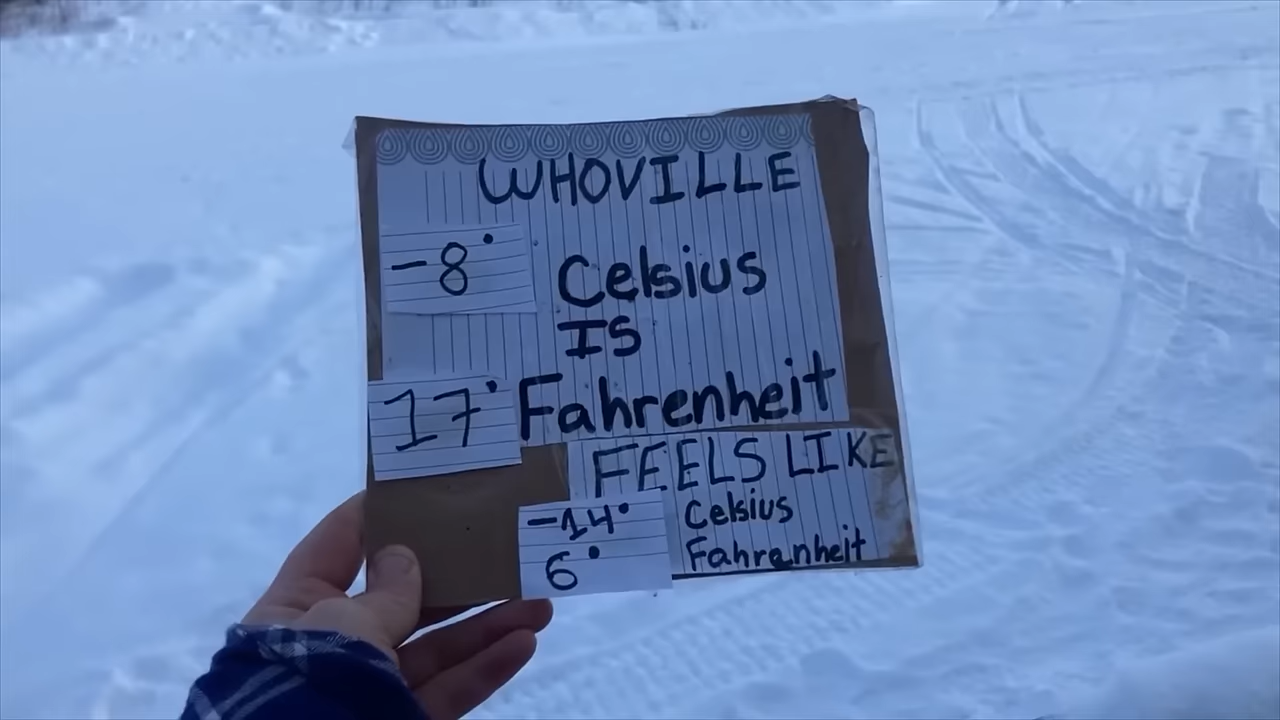 WHOVILLE
-8° Celsius
IS
17° Fahrenheit
FEELS LIKE
-14° Celsius
6° Fahrenheit